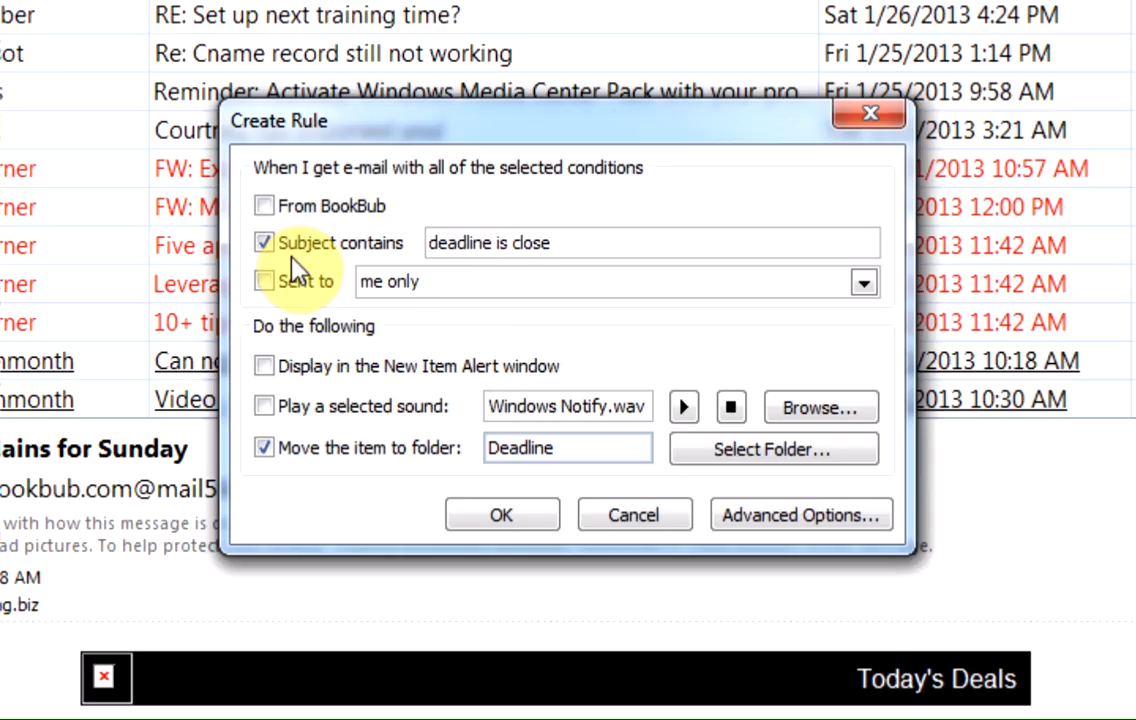 ber RE: Set up next training time? Sat 1/26/2013 4:24 PM
ot Re: Cname record still not working Fri 1/25/2013 1:14 PM
s Reminder: Activate Windows Media Center Pack with your pro Fri 1/25/2013 9:58 AM
Create Rule
Court 2013 3:21 AM
When I get e-mail with all of the selected conditions
rner FW: Ex 1/2013 10:57 AM
From BookBub
rner FW: M 2013 12:00 PM
Subject contains deadline is close
rner Five a 2013 11:42 AM
Sent to me only
rner Levera 2013 11:42 AM
rner 10+ ti 2013 11:42 AM
Do the following
nmonth Can no /2013 10:18 AM
Display in the New Item Alert window
nmonth Video /2013 10:30 AM
Play a selected sound: Windows Notify.wav Browse...
ains for Sunday
Move the item to folder: Deadline Select Folder...
ookbub.com@mail5
OK Cancel Advanced Options...
with how this message is
ad pictures. To help protec e.
8 AM
ng.biz
Today's Deals